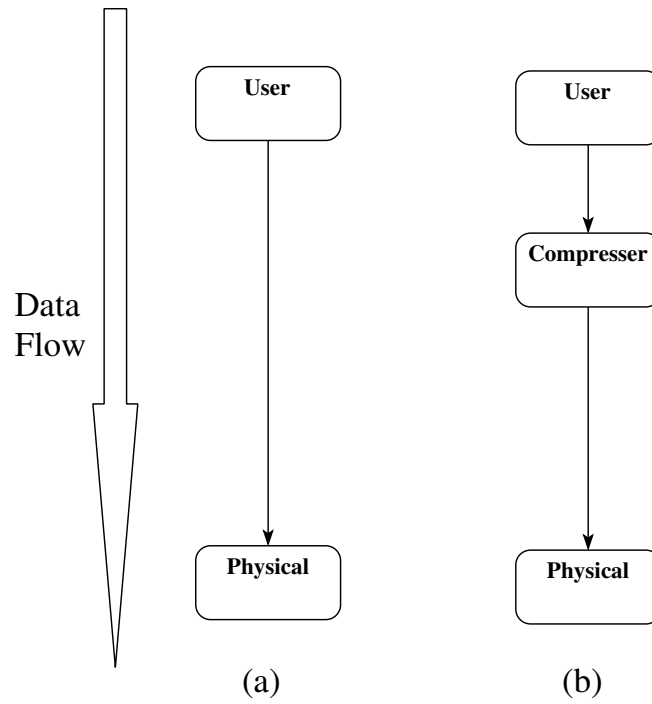 Data
Flow
User
Physical
(a)
User
Compresser
Physical
(b)